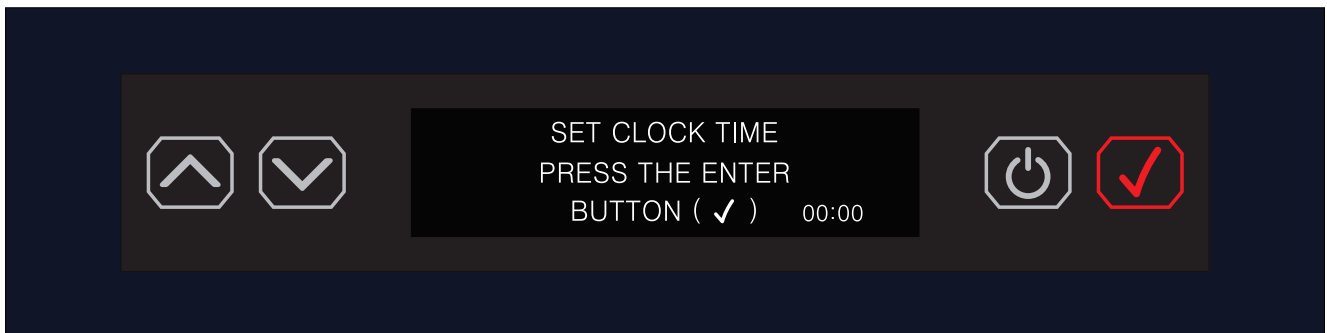 SET CLOCK TIME
PRESS THE ENTER
BUTTON ( ✓ ) 00:00